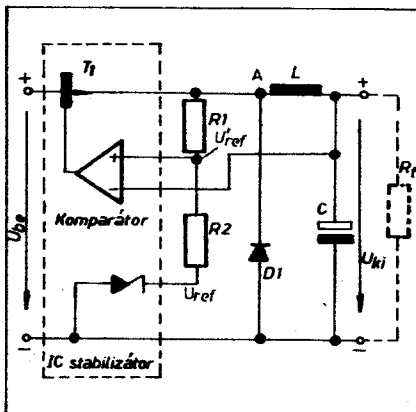 +
T1
A
L
+
R1
U'ref
+
−
Komparátor
Ube
R2
C
Rt
Uki
D1
Uref
−
−
IC stabilizátor